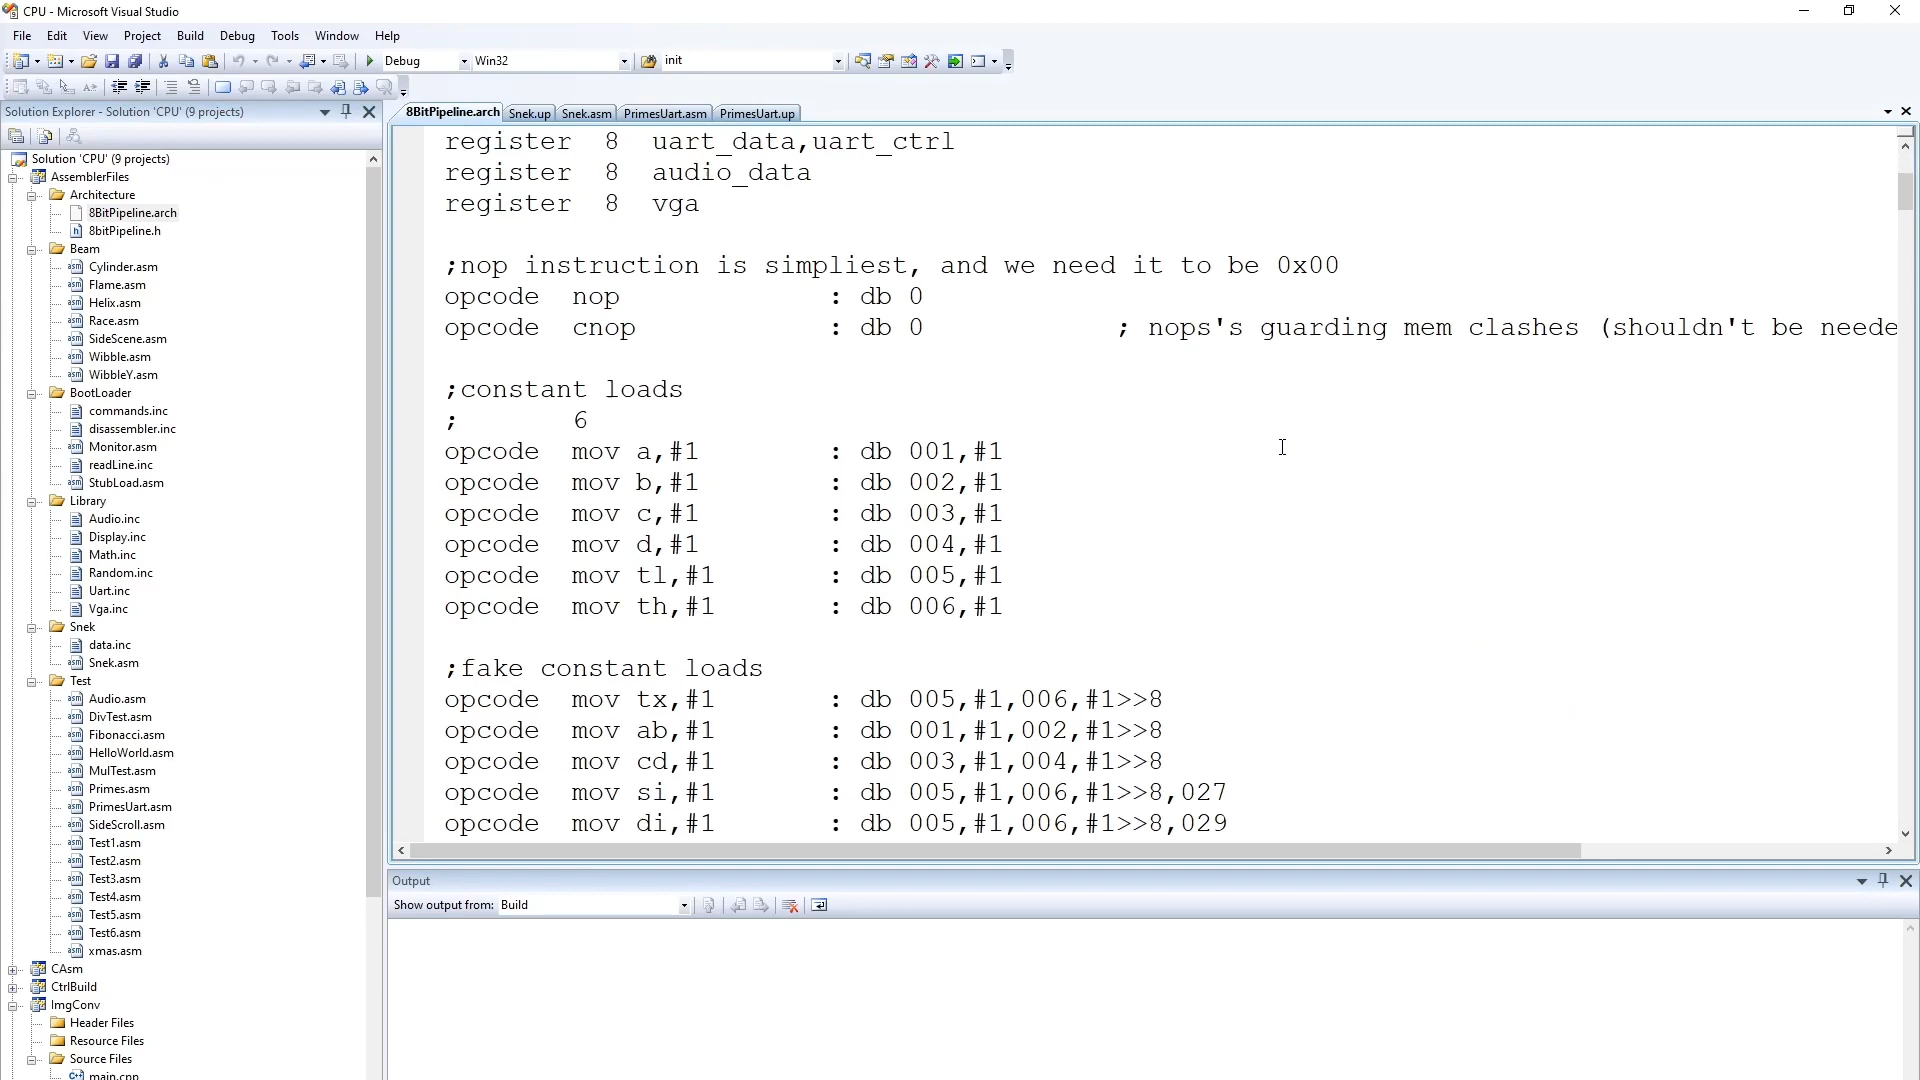 CPU - Microsoft Visual Studio
File Edit View Project Build Debug Tools Window Help
Debug Win32 init
Solution Explorer - Solution 'CPU' (9 projects)
Solution 'CPU' (9 projects)
AssemblerFiles
Architecture
8BitPipeline.arch
8bitPipeline.h
Beam
Cylinder.asm
Flame.asm
Helix.asm
Race.asm
SideScene.asm
Wibble.asm
WibbleY.asm
BootLoader
commands.inc
disassembler.inc
Monitor.asm
readLine.inc
StubLoad.asm
Library
Audio.inc
Display.inc
Math.inc
Random.inc
Uart.inc
Vga.inc
Snek
data.inc
Snek.asm
Test
Audio.asm
DivTest.asm
Fibonacci.asm
HelloWorld.asm
MulTest.asm
Primes.asm
PrimesUart.asm
SideScroll.asm
Test1.asm
Test2.asm
Test3.asm
Test4.asm
Test5.asm
Test6.asm
xmas.asm
CAsm
CtrlBuild
ImgConv
Header Files
Resource Files
Source Files
main.cpp
8BitPipeline.arch Snek.up Snek.asm PrimesUart.asm PrimesUart.up
register 8 uart_data,uart_ctrl
register 8 audio_data
register 8 vga
;nop instruction is simpliest, and we need it to be 0x00
opcode nop : db 0
opcode cnop : db 0 ; nops's guarding mem clashes (shouldn't be neede
;constant loads
; 6
opcode mov a,#1 : db 001,#1
opcode mov b,#1 : db 002,#1
opcode mov c,#1 : db 003,#1
opcode mov d,#1 : db 004,#1
opcode mov tl,#1 : db 005,#1
opcode mov th,#1 : db 006,#1
;fake constant loads
opcode mov tx,#1 : db 005,#1,006,#1>>8
opcode mov ab,#1 : db 001,#1,002,#1>>8
opcode mov cd,#1 : db 003,#1,004,#1>>8
opcode mov si,#1 : db 005,#1,006,#1>>8,027
opcode mov di,#1 : db 005,#1,006,#1>>8,029
Output
Show output from: Build